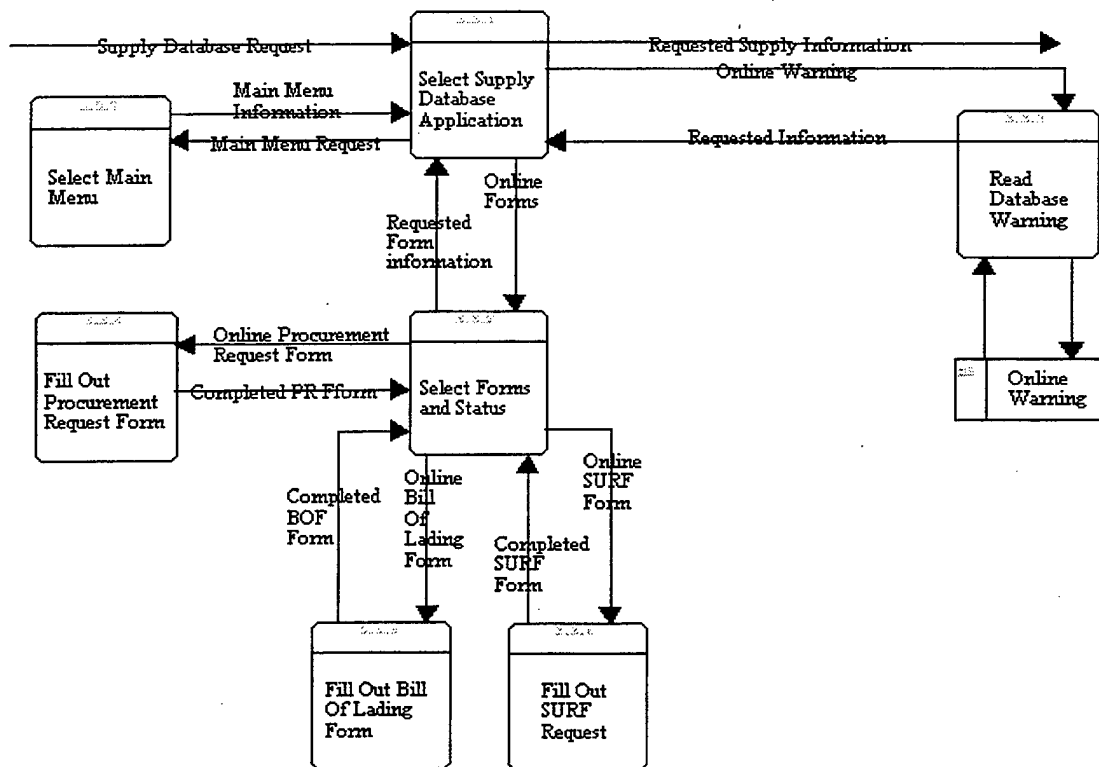 Supply Database Request
Requested Supply Information
Select Supply
Database
Application
Online Warning
Main Menu
Information
Main Menu Request
Requested Information
Select Main
Menu
Read
Database
Warning
Online
Forms
Requested
Form
information
Online Procurement
Request Form
Fill Out
Procurement
Request Form
Completed PR Fform
Select Forms
and Status
Online
Warning
Completed
BOF
Form
Online
Bill
Of
Lading
Form
Completed
SURF
Form
Online
SURF
Form
Fill Out Bill
Of Lading
Form
Fill Out
SURF
Request